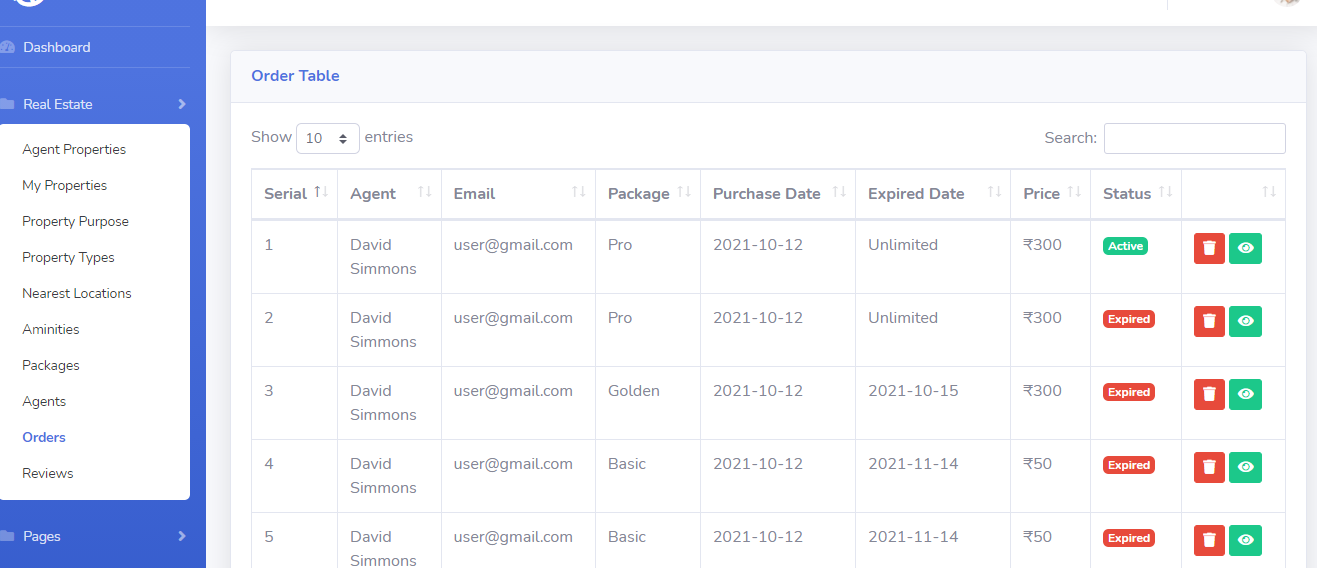 Dashboard
Real Estate
Agent Properties
My Properties
Property Purpose
Property Types
Nearest Locations
Aminities
Packages
Agents
Orders
Reviews
Pages
Order Table
Show 10 entries
Search:
Serial Agent Email Package Purchase Date Expired Date Price Status
1 David user@gmail.com Pro 2021-10-12 Unlimited ₹300 Active
Simmons
2 David user@gmail.com Pro 2021-10-12 Unlimited ₹300 Expired
Simmons
3 David user@gmail.com Golden 2021-10-12 2021-10-15 ₹300 Expired
Simmons
4 David user@gmail.com Basic 2021-10-12 2021-11-14 ₹50 Expired
Simmons
5 David user@gmail.com Basic 2021-10-12 2021-11-14 ₹50 Expired
Simmons